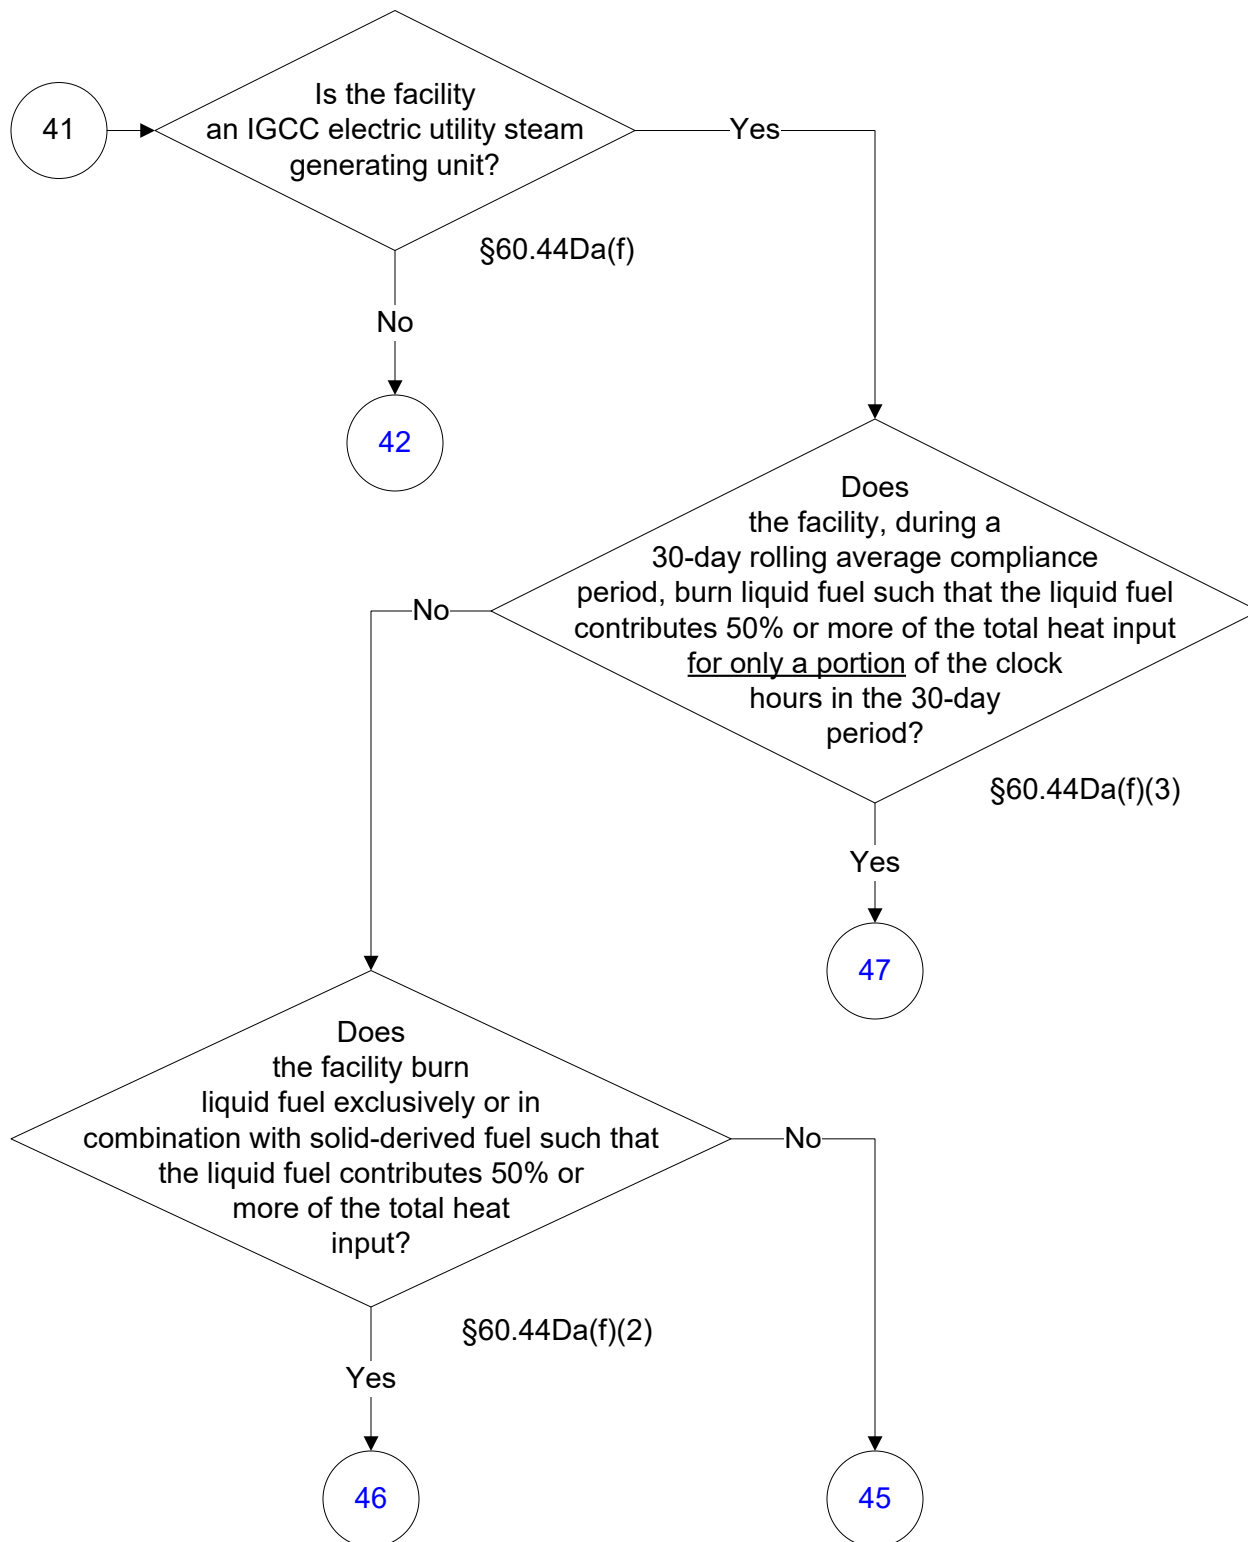 Is the facility
41
an IGCC electric utility steam
Yes
generating unit?
§60.44Da(f)
No
42
Does
the facility, during a
30-day rolling average compliance
period, burn liquid fuel such that the liquid fuel
No
contributes 50% or more of the total heat input
for only a portion of the clock
hours in the 30-day
period?
§60.44Da(f)(3)
Yes
47
Does
the facility burn
liquid fuel exclusively or in
combination with solid-derived fuel such that
No
the liquid fuel contributes 50% or
more of the total heat
input?
§60.44Da(f)(2)
Yes
46
45